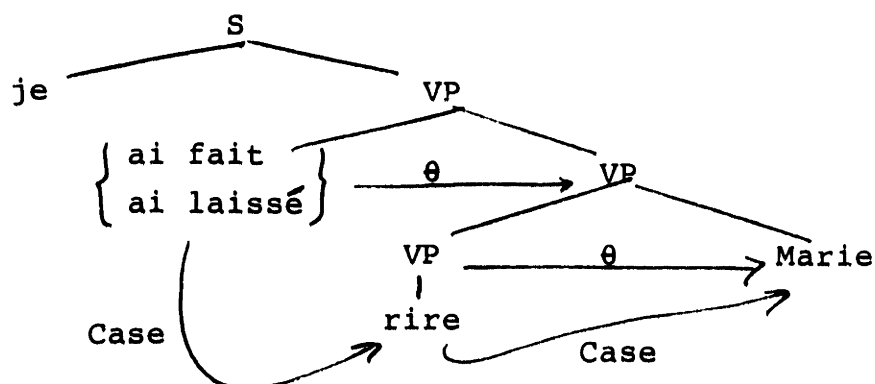 S
je VP
{ ai fait } θ VP
{ ai laissé }
VP θ Marie
rire
Case Case